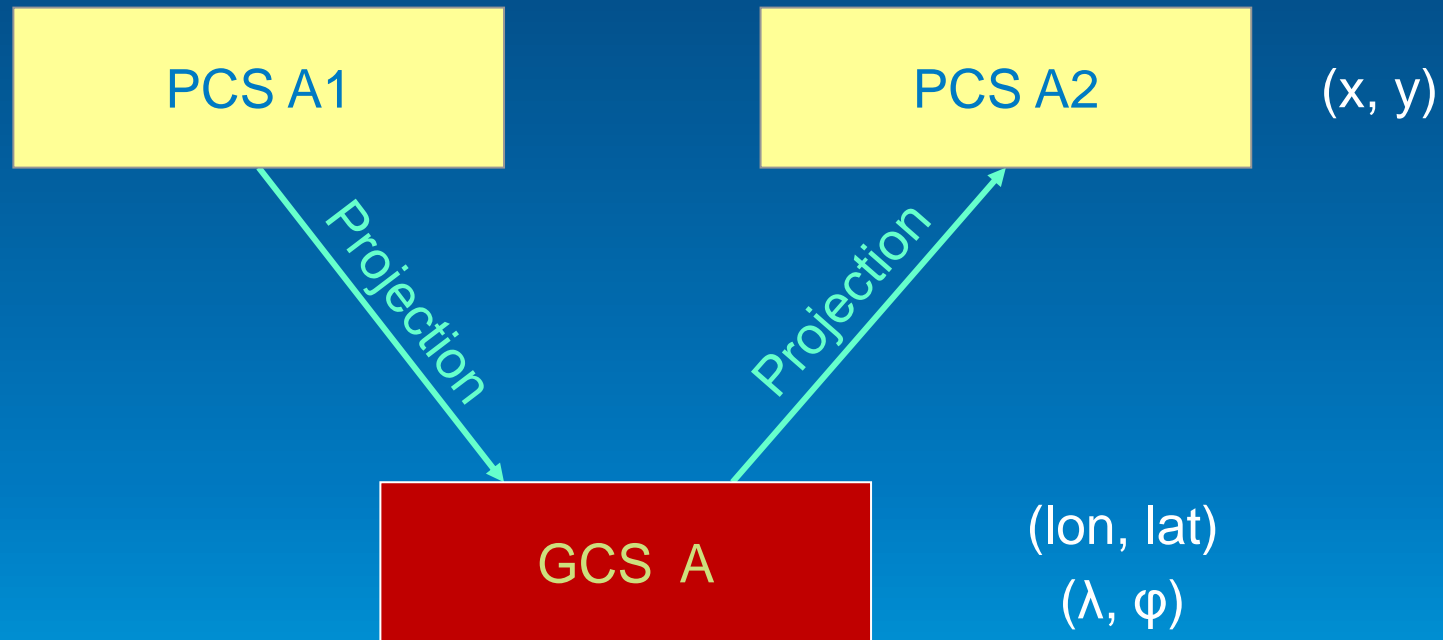 PCS A1
PCS A2
(x, y)
Projection
Projection
GCS A
(lon, lat)
(λ, φ)